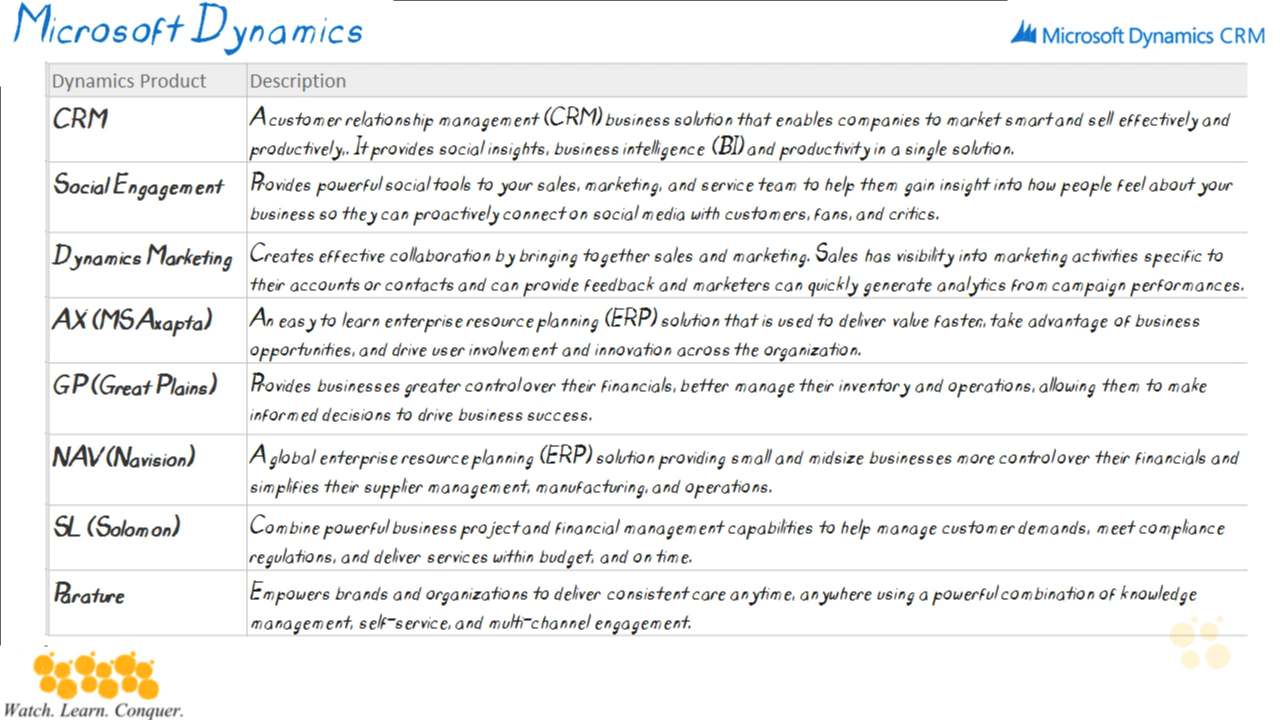 Microsoft Dynamics
Microsoft Dynamics CRM
Dynamics Product Description
CRM
A customer relationship management (CRM) business solution that enables companies to market smart and sell effectively and
productively,. It provides social insights, business intelligence (BI) and productivity in a single solution.
Social Engagement
Provides powerful social tools to your sales, marketing, and service team to help them gain insight into how people feel about your
business so they can proactively connect on social media with customers, fans, and critics.
Dynamics Marketing
Creates effective collaboration by bringing together sales and marketing. Sales has visibility into marketing activities specific to
their accounts or contacts and can provide feedback and marketers can quickly generate analytics from campaign performances.
AX (MS Axapta)
An easy to learn enterprise resource planning (ERP) solution that is used to deliver value faster, take advantage of business
opportunities, and drive user involvement and innovation across the organization.
GP (Great Plains)
Provides businesses greater control over their financials, better manage their inventory and operations, allowing them to make
informed decisions to drive business success.
NAV (Navision)
A global enterprise resource planning (ERP) solution providing small and midsize businesses more control over their financials and
simplifies their supplier management, manufacturing, and operations.
SL (Solomon)
Combine powerful business project and financial management capabilities to help manage customer demands, meet compliance
regulations, and deliver services within budget, and on time.
Parature
Empowers brands and organizations to deliver consistent care anytime, anywhere using a powerful combination of knowledge
management, self-service, and multi-channel engagement.
Watch. Learn. Conquer.